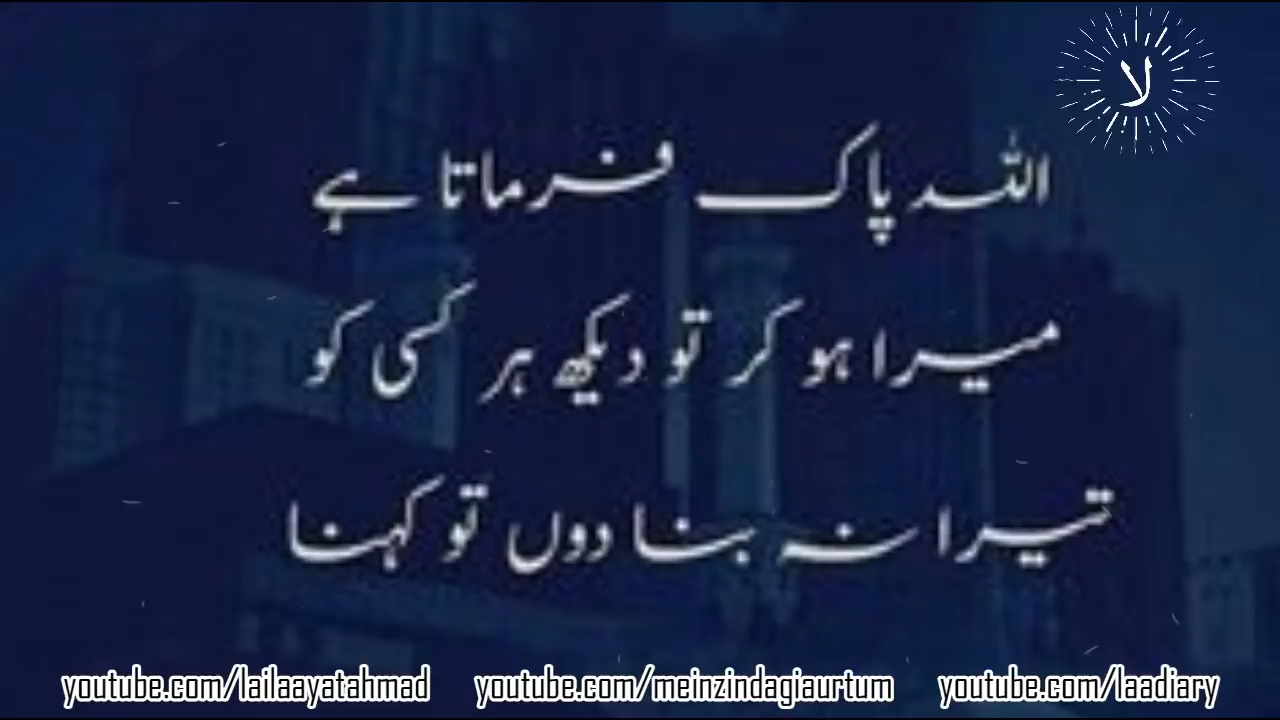 لا
اللہ پاک فرماتا ہے
میرا ہو کر تو دیکھ ہر کسی کو
تیرا نہ بنا دوں تو کہنا
youtube.com/lailaayatahmad youtube.com/meinzindagiaurtum youtube.com/laadiary